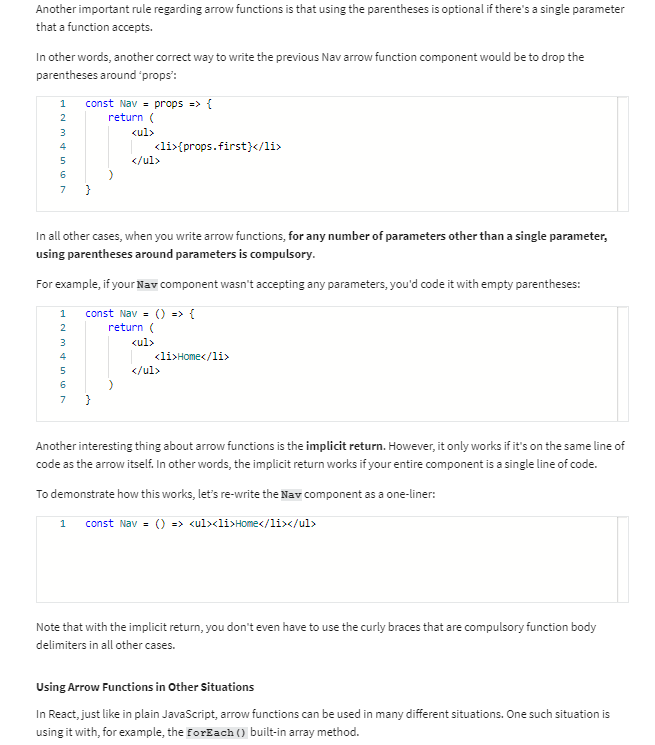 Another important rule regarding arrow functions is that using the parentheses is optional if there's a single parameter
that a function accepts.
In other words, another correct way to write the previous Nav arrow function component would be to drop the
parentheses around 'props':
1 const Nav = props => {
2 return (
3 <ul>
4 <li>{props.first}</li>
5 </ul>
6 )
7 }
In all other cases, when you write arrow functions, for any number of parameters other than a single parameter,
using parentheses around parameters is compulsory.
For example, if your Nav component wasn't accepting any parameters, you'd code it with empty parentheses:
1 const Nav = () => {
2 return (
3 <ul>
4 <li>Home</li>
5 </ul>
6 )
7 }
Another interesting thing about arrow functions is the implicit return. However, it only works if it's on the same line of
code as the arrow itself. In other words, the implicit return works if your entire component is a single line of code.
To demonstrate how this works, let's re-write the Nav component as a one-liner:
1 const Nav = () => <ul><li>Home</li></ul>
Note that with the implicit return, you don't even have to use the curly braces that are compulsory function body
delimiters in all other cases.
Using Arrow Functions in Other Situations
In React, just like in plain JavaScript, arrow functions can be used in many different situations. One such situation is
using it with, for example, the forEach() built-in array method.